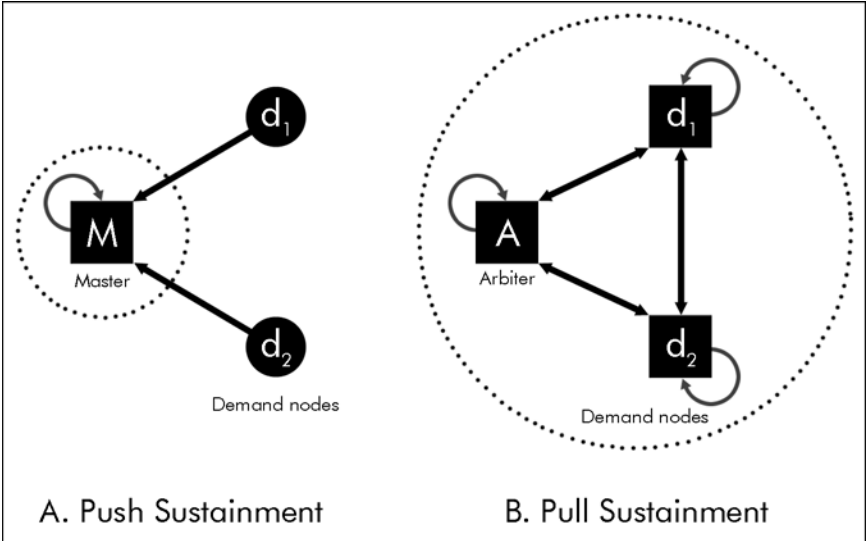 d₁
M
Master
d₂
Demand nodes
A. Push Sustainment
d₁
A
Arbiter
d₂
Demand nodes
B. Pull Sustainment